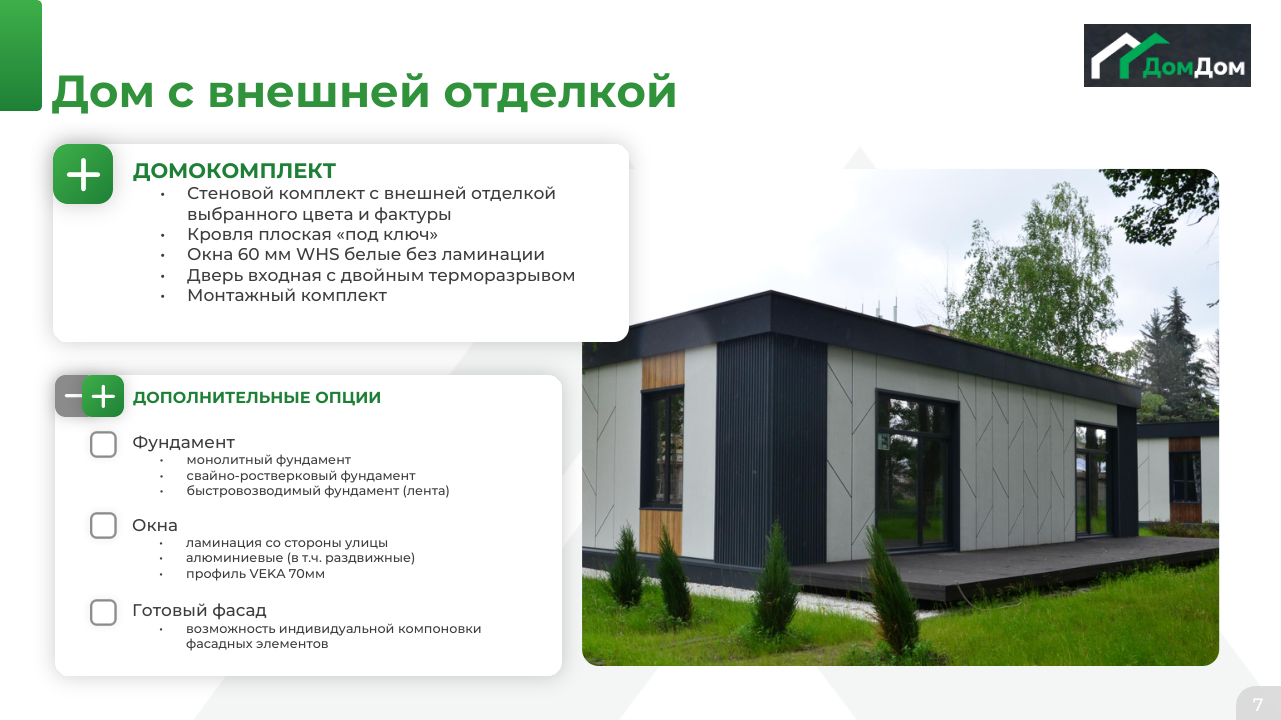 ДомДом
Дом с внешней отделкой
ДОМОКОМПЛЕКТ
• Стеновой комплект с внешней отделкой
выбранного цвета и фактуры
• Кровля плоская «под ключ»
• Окна 60 мм WHS белые без ламинации
• Дверь входная с двойным терморазрывом
• Монтажный комплект
ДОПОЛНИТЕЛЬНЫЕ ОПЦИИ
Фундамент
• монолитный фундамент
• свайно-ростверковый фундамент
• быстровозводимый фундамент (лента)
Окна
• ламинация со стороны улицы
• алюминиевые (в т.ч. раздвижные)
• профиль VEKA 70мм
Готовый фасад
• возможность индивидуальной компоновки
фасадных элементов
7